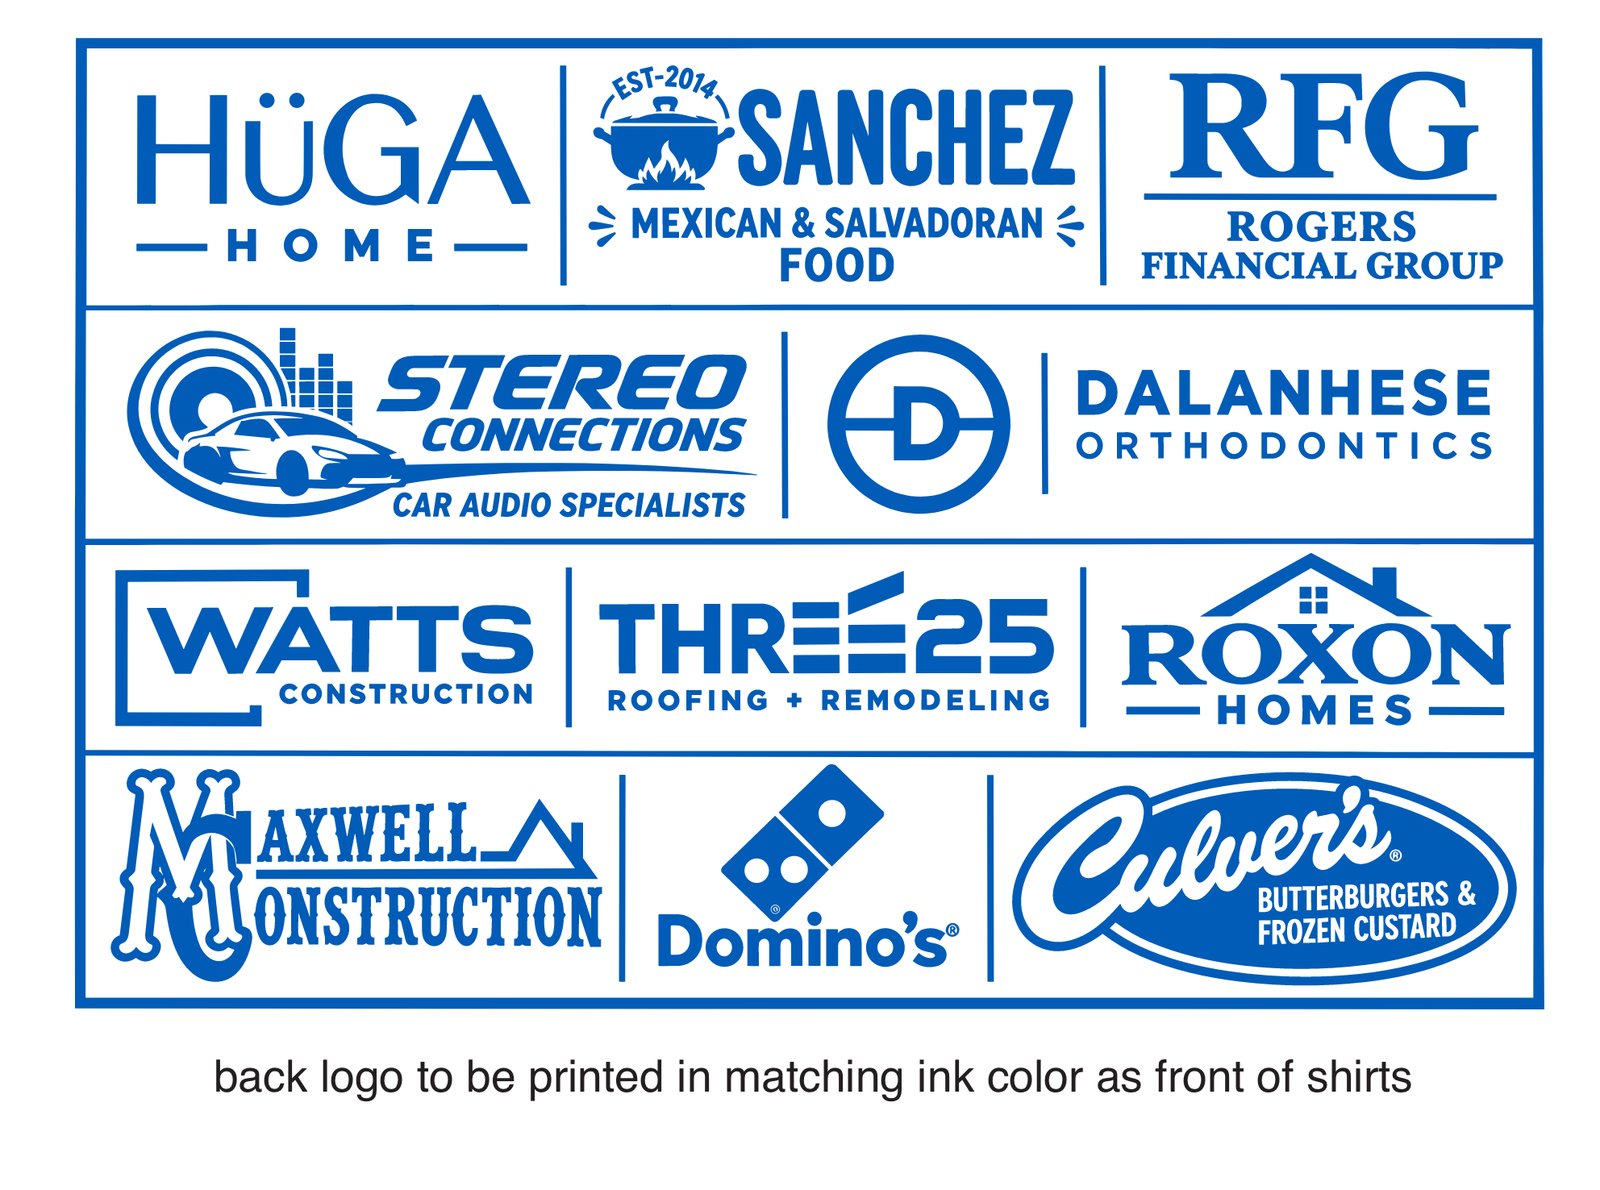 HüGA
HOME
EST-2014
SANCHEZ
MEXICAN & SALVADORAN
FOOD
RFG
ROGERS
FINANCIAL GROUP
STEREO
CONNECTIONS
CAR AUDIO SPECIALISTS
D
DALANHESE
ORTHODONTICS
WATTS
CONSTRUCTION
THREE25
ROOFING + REMODELING
ROXON
HOMES
MAXWELL
CONSTRUCTION
Domino's®
Culver's®
BUTTERBURGERS &
FROZEN CUSTARD
back logo to be printed in matching ink color as front of shirts